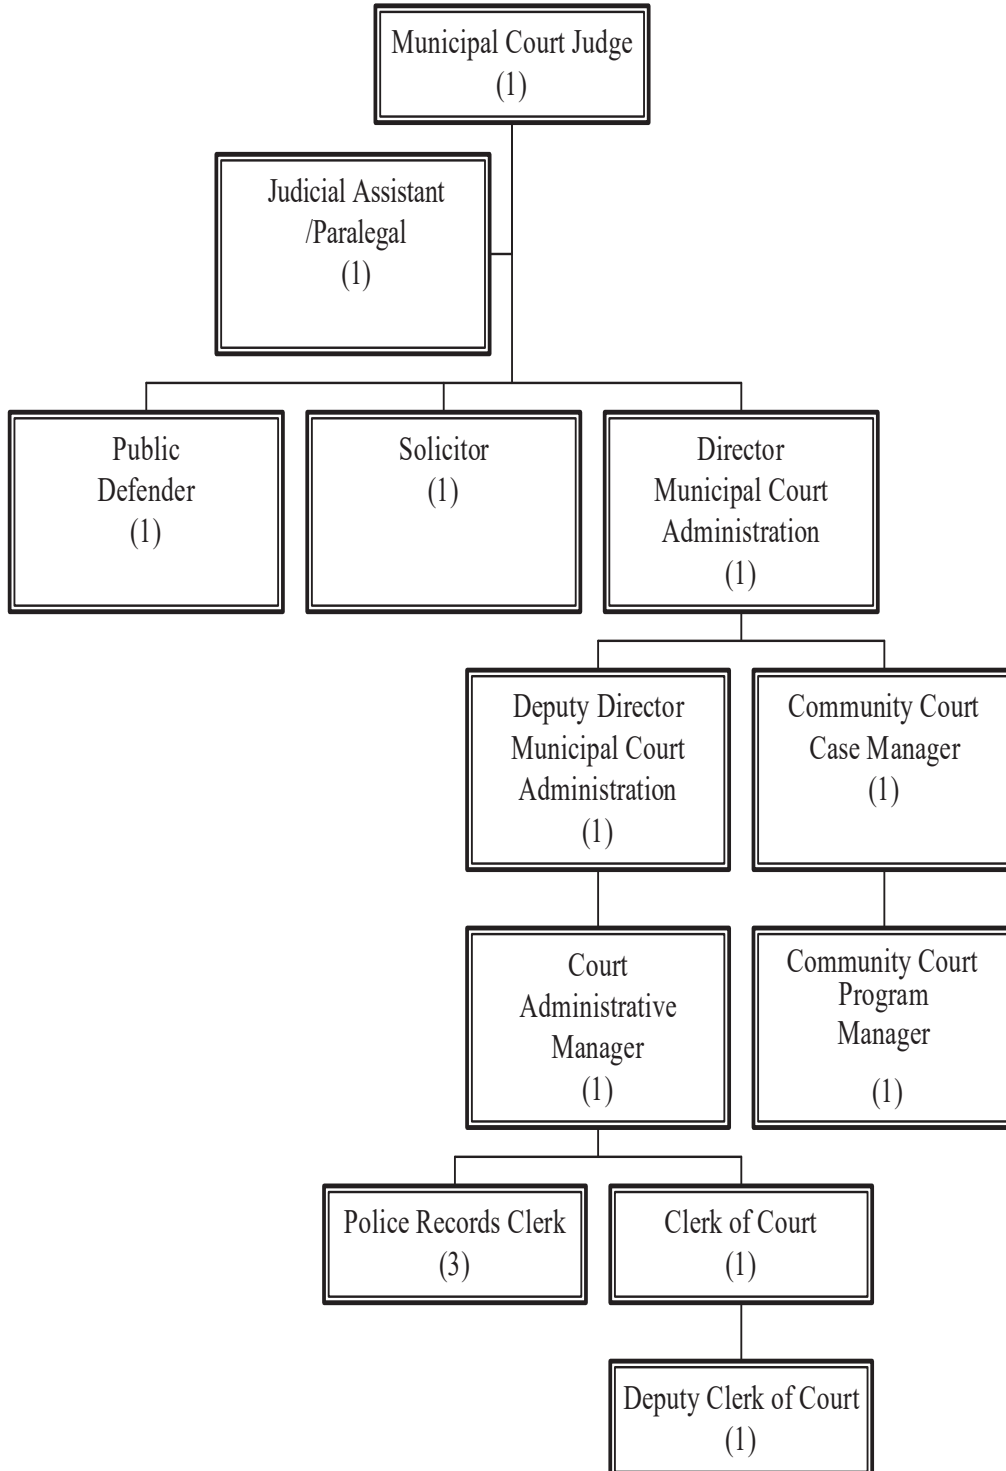 Municipal Court Judge
(1)
Judicial Assistant
/Paralegal
(1)
Public
Defender
(1)
Solicitor
(1)
Director
Municipal Court
Administration
(1)
Deputy Director
Municipal Court
Administration
(1)
Community Court
Case Manager
(1)
Court
Administrative
Manager
(1)
Community Court
Program
Manager
(1)
Police Records Clerk
(3)
Clerk of Court
(1)
Deputy Clerk of Court
(1)